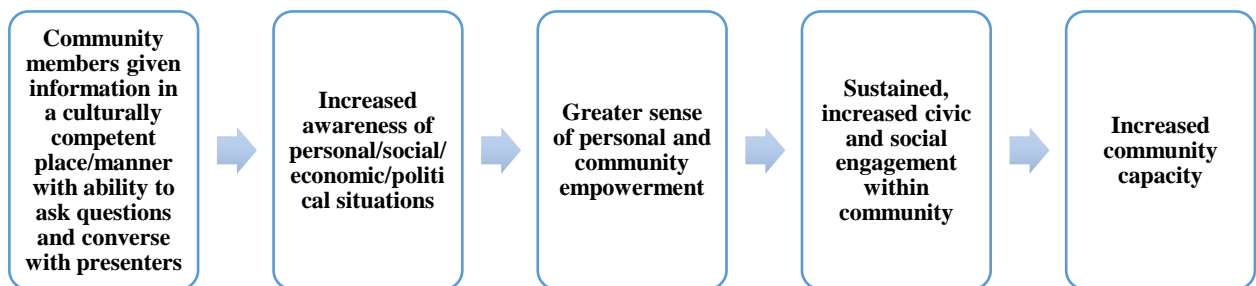 Community
members given
information in
a culturally
competent
place/manner
with ability to
ask questions
and converse
with presenters
Increased
awareness of
personal/social/
economic/politi
cal situations
Greater sense
of personal and
community
empowerment
Sustained,
increased civic
and social
engagement
within
community
Increased
community
capacity